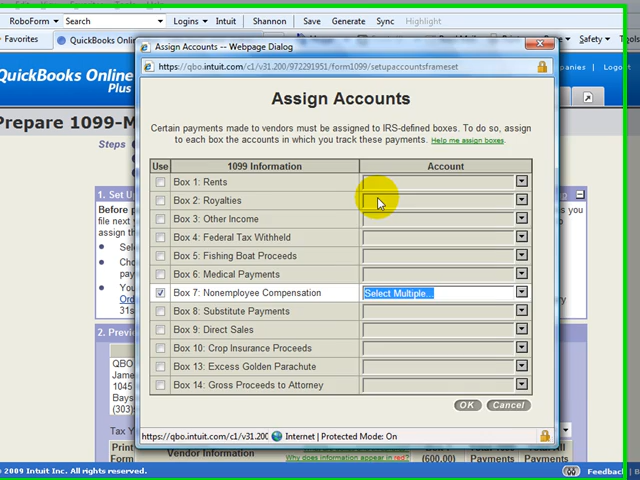 RoboForm Search Logins Intuit Shannon Save Generate Sync Highlight
Favorites QuickBooks Onli Safety Tools
Assign Accounts -- Webpage Dialog
https://qbo.intuit.com/c1/v31.200/972291951/form1099/setupaccountsframeset
panies | Logout
QuickBooks Online
Plus
Prepare 1099-M
Steps
Assign Accounts
Certain payments made to vendors must be assigned to IRS-defined boxes. To do so, assign
to each box the accounts in which you track these payments. Help me assign boxes.
Use 1099 Information Account
Box 1: Rents
Box 2: Royalties
Box 3: Other Income
Box 4: Federal Tax Withheld
Box 5: Fishing Boat Proceeds
Box 6: Medical Payments
Box 7: Nonemployee Compensation Select Multiple...
Box 8: Substitute Payments
Box 9: Direct Sales
Box 10: Crop Insurance Proceeds
Box 13: Excess Golden Parachute
Box 14: Gross Proceeds to Attorney
OK Cancel
1. Set U
Before p
file next y
assign th
Sele
Cho
pay
You
Ord
31s
s you
2. Previe
QBO
Jame
1045
Bays
(303)
Tax Y
https://qbo.intuit.com/c1/v31.20 Internet | Protected Mode: On
Print
Form
Vendor Information
Why does information appear in red?
(600.00)
Payments
Payments
© 2009 Intuit Inc. All rights reserved.
Feedback